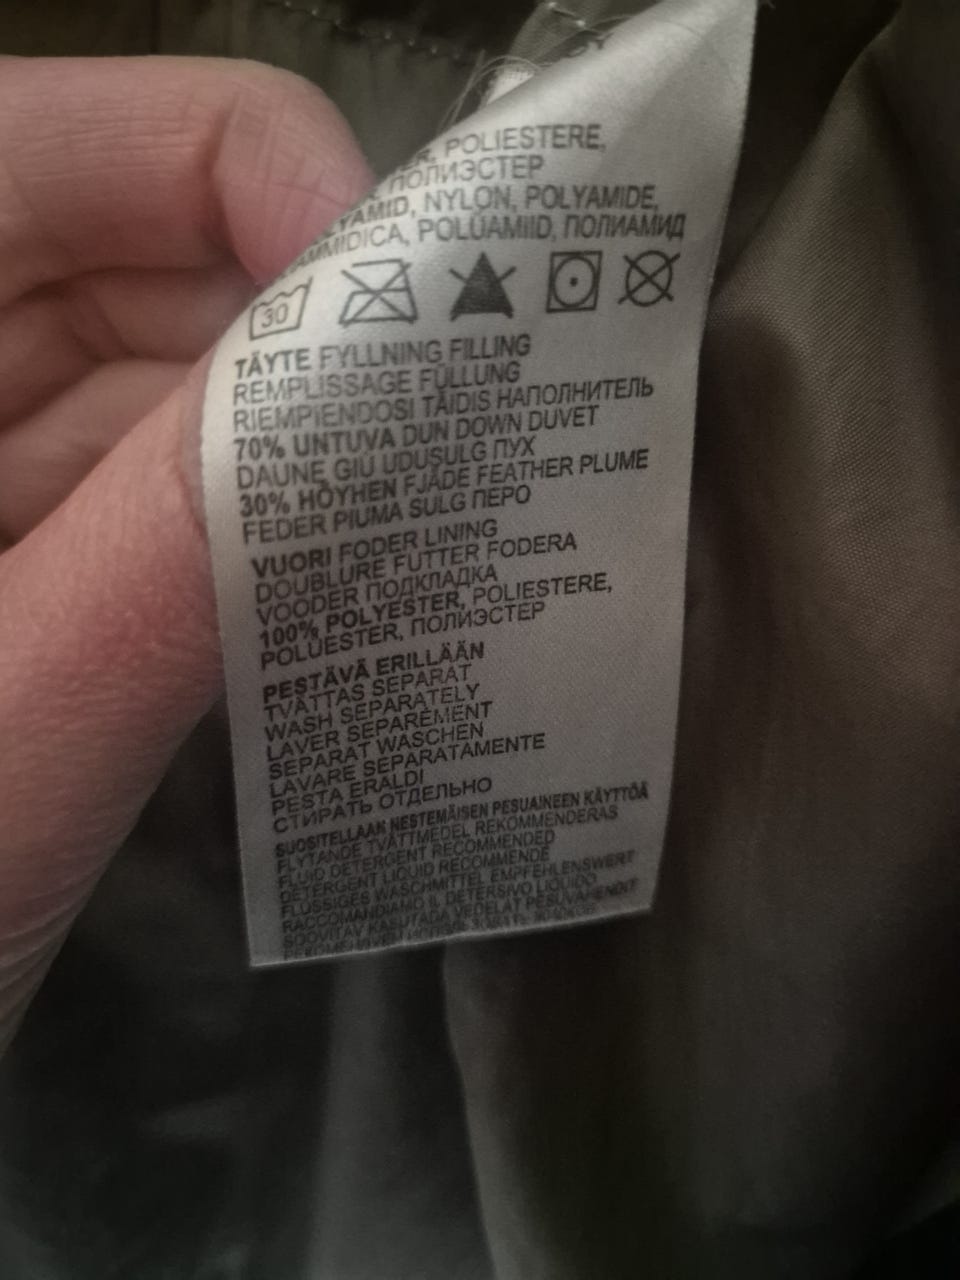 POLIESTERE,
ПОЛИЭСТЕР
NYLON, POLYAMIDE,
POLÜAMIID, ПОЛИАМИД
30
TÄYTE FYLLNING FILLING
REMPLISSAGE FÜLLUNG
RIEMPIENDOSI TÄIDIS НАПОЛНИТЕЛЬ
70% UNTUVA DUN DOWN DUVET
DAUNE GIÙ UDUSULG ПУХ
30% HÖYHEN FJÄDE FEATHER PLUME
FEDER PIUMA SULG ПЕРО
VUORI FODER LINING
DOUBLURE FUTTER FODERA
VOODER ПОДКЛАДКА
100% POLYESTER, POLIESTERE,
POLÜESTER, ПОЛИЭСТЕР
PESTÄVÄ ERILLÄÄN
TVÄTTAS SEPARAT
WASH SEPARATELY
LAVER SEPARÉMENT
SEPARAT WASCHEN
LAVARE SEPARATAMENTE
PESTA ERALDI
СТИРАТЬ ОТДЕЛЬНО
SUOSITELLAAN NESTEMÄISEN PESUAINEEN KÄYTTÖÄ
FLYTANDE TVÄTTMEDEL REKOMMENDERAS
FLUID DETERGENT RECOMMENDED
DETERGENT LIQUID RECOMMENDÉ
FLÜSSIGES WASCHMITTEL EMPFEHLENSWERT
RACCOMANDIAMO IL DETERSIVO LIQUIDO
SOOVITAV KASUTADA VEDELAT PESUVAHENDIT